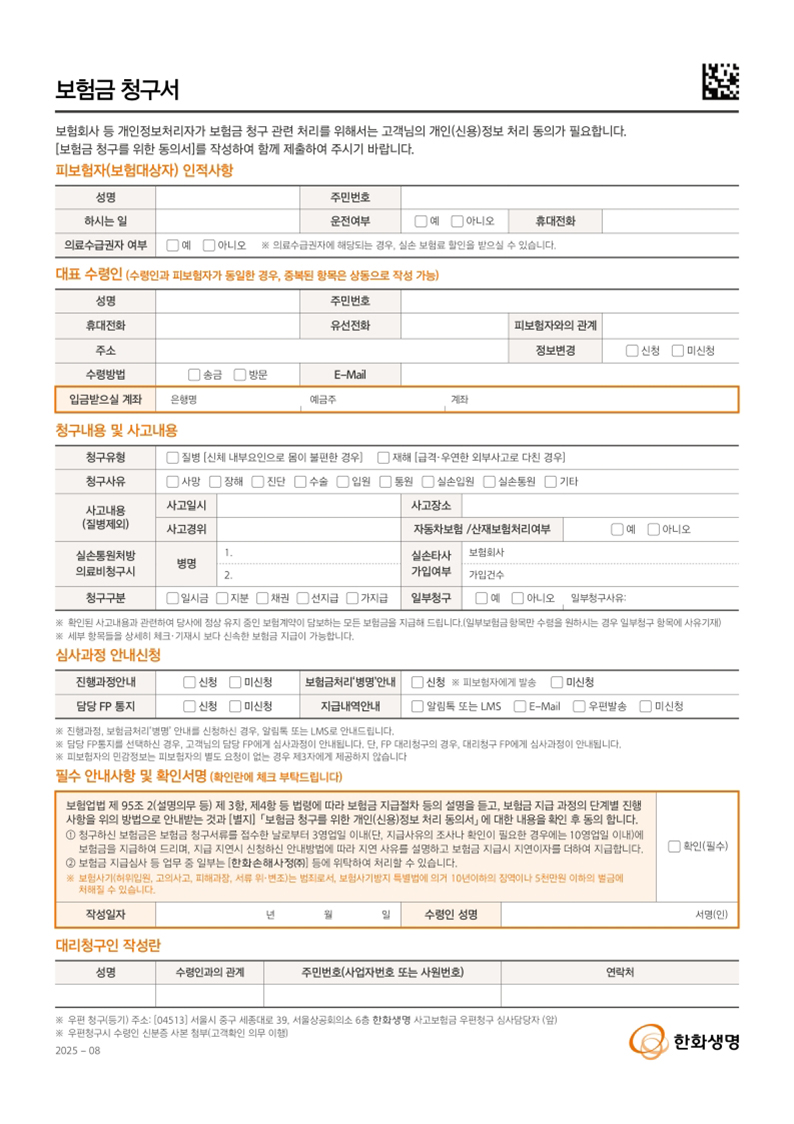 보험금 청구서
보험회사 등 개인정보처리자가 보험금 청구 관련 처리를 위해서는 고객님의 개인(신용)정보 처리 동의가 필요합니다.
[보험금 청구를 위한 동의서]를 작성하여 함께 제출하여 주시기 바랍니다.
피보험자(보험대상자) 인적사항
성명 주민번호
하시는 일 운전여부 예 아니오 휴대전화
의료수급권자 여부 예 아니오 ※ 의료수급권자에 해당되는 경우, 실손 보험료 할인을 받으실 수 있습니다.
대표 수령인 (수령인과 피보험자가 동일한 경우, 중복된 항목은 상동으로 작성 가능)
성명 주민번호
휴대전화 유선전화 피보험자와의 관계
주소 정보변경 신청 미신청
수령방법 송금 방문 E-Mail
입금받으실 계좌 은행명 예금주 계좌
청구내용 및 사고내용
청구유형 질병 [신체 내부요인으로 몸이 불편한 경우] 재해 [급격·우연한 외부사고로 다친 경우]
청구사유 사망 장해 진단 수술 입원 통원 실손입원 실손통원 기타
사고내용 (질병제외) 사고일시 사고장소
사고경위 자동차보험 /산재보험처리여부 예 아니오
실손통원처방 의료비청구시 병명 1. 실손타사 가입여부 보험회사
2. 가입건수
청구구분 일시금 지분 채권 선지급 가지급 일부청구 예 아니오 일부청구사유:
※ 확인된 사고내용과 관련하여 당사에 정상 유지 중인 보험계약이 담보하는 모든 보험금을 지급해 드립니다.(일부보험금 항목만 수령을 원하시는 경우 일부청구 항목에 사유기재)
※ 세부 항목들을 상세히 체크·기재시 보다 신속한 보험금 지급이 가능합니다.
심사과정 안내신청
진행과정안내 신청 미신청 보험금처리'병명'안내 신청 ※ 피보험자에게 발송 미신청
담당 FP 통지 신청 미신청 지급내역안내 알림톡 또는 LMS E-Mail 우편발송 미신청
※ 진행과정, 보험금처리'병명' 안내를 신청하신 경우, 알림톡 또는 LMS로 안내드립니다.
※ 담당 FP통지를 선택하신 경우, 고객님의 담당 FP에게 심사과정이 안내됩니다. 단, FP 대리청구의 경우, 대리청구 FP에게 심사과정이 안내됩니다.
※ 피보험자의 민감정보는 피보험자의 별도 요청이 없는 경우 제3자에게 제공하지 않습니다
필수 안내사항 및 확인서명 (확인란에 체크 부탁드립니다)
보험업법 제 95조 2(설명의무 등) 제 3항, 제4항 등 법령에 따라 보험금 지급절차 등의 설명을 듣고, 보험금 지급 과정의 단계별 진행
사항을 위의 방법으로 안내받는 것과 [별지]「보험금 청구를 위한 개인(신용)정보 처리 동의서」에 대한 내용을 확인 후 동의 합니다.
① 청구하신 보험금은 보험금 청구서류를 접수한 날로부터 3영업일 이내(단, 지급사유의 조사나 확인이 필요한 경우에는 10영업일 이내)에
보험금을 지급하여 드리며, 지급 지연시 신청하신 안내방법에 따라 지연 사유를 설명하고 보험금 지급시 지연이자를 더하여 지급합니다.
② 보험금 지급심사 등 업무 중 일부는 [한화손해사정㈜] 등에 위탁하여 처리할 수 있습니다.
※ 보험사기(허위입원, 고의사고, 피해과장, 서류 위·변조)는 범죄로서, 보험사기방지 특별법에 의거 10년이하의 징역이나 5천만원 이하의 벌금에
처해질 수 있습니다.
확인(필수)
작성일자 년 월 일 수령인 성명 서명(인)
대리청구인 작성란
성명 수령인과의 관계 주민번호(사업자번호 또는 사원번호) 연락처
※ 우편 청구(등기) 주소: [04513] 서울시 중구 세종대로 39, 서울상공회의소 6층 한화생명 사고보험금 우편청구 심사담당자 (앞)
※ 우편청구시 수령인 신분증 사본 첨부(고객확인 의무 이행)
2025 - 08
한화생명